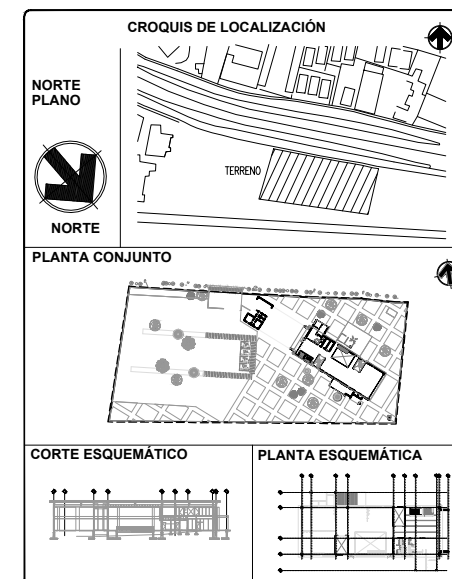 CROQUIS DE LOCALIZACIÓN
NORTE
PLANO
NORTE
TERRENO
PLANTA CONJUNTO
CORTE ESQUEMÁTICO
PLANTA ESQUEMÁTICA